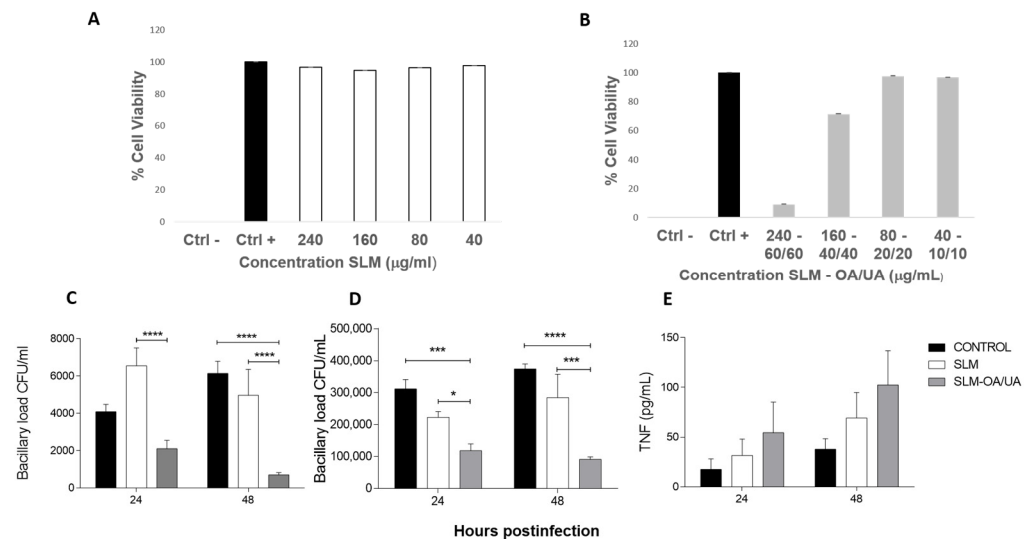 A
% Cell Viability
120
100
80
60
40
20
0
Ctrl - Ctrl + 240 160 80 40
Concentration SLM (µg/ml)
B
% Cell Viability
120
100
80
60
40
20
0
Ctrl - Ctrl + 240 - 160 - 80 - 40 -
60/60 40/40 20/20 10/10
Concentration SLM - OA/UA (µg/mL)
C
Bacillary load CFU/ml
8000
6000
4000
2000
0
****
****
****
24 48
D
Bacillary load CFU/mL
500,000
400,000
300,000
200,000
100,000
0
***
*
****
***
24 48
E
TNF (pg/mL)
150
100
50
0
24 48
CONTROL
SLM
SLM-OA/UA
Hours postinfection